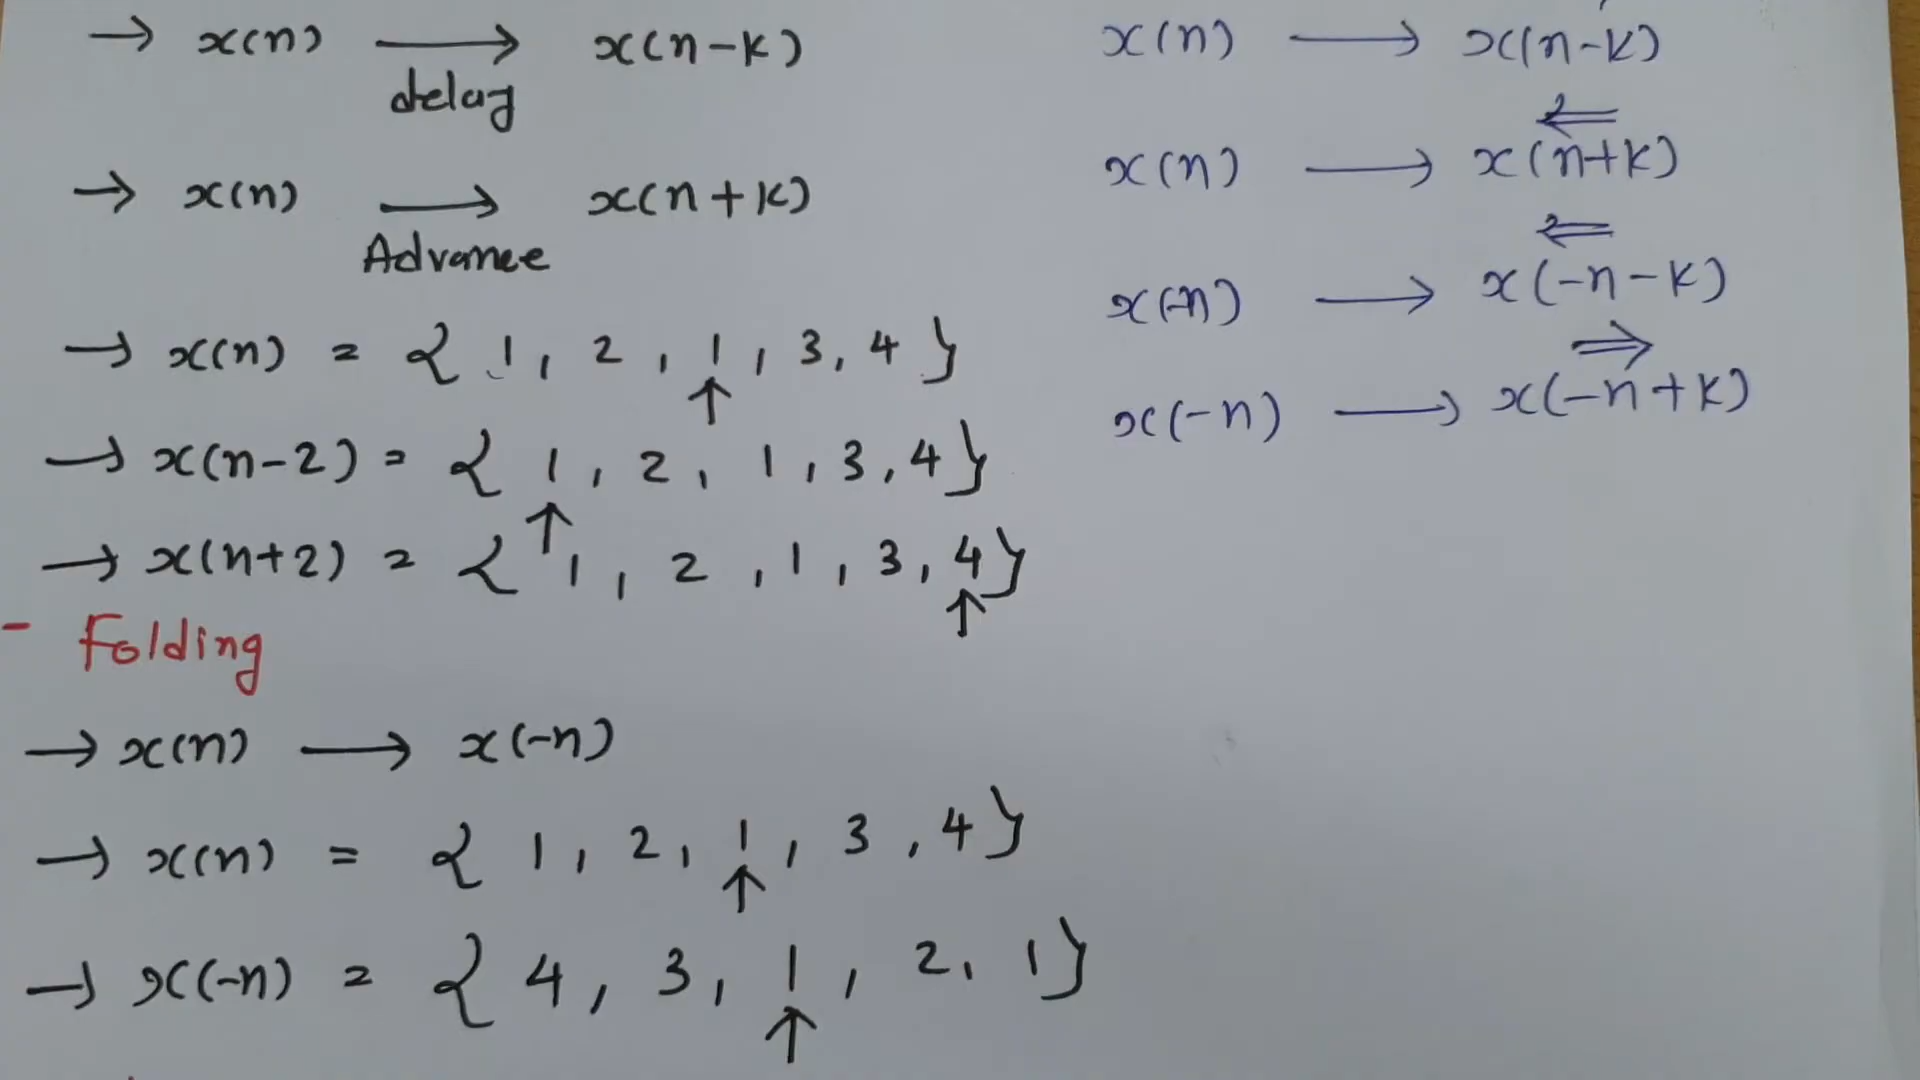 → x(n) → x(n-k)
delay
→ x(n) → x(n+k)
Advance
→ x(n) = { 1, 2, 1, 3, 4 }
↑
→ x(n-2) = { 1, 2, 1, 3, 4 }
↑
→ x(n+2) = { 1, 2, 1, 3, 4 }
↑
- Folding
→ x(n) → x(-n)
→ x(n) = { 1, 2, 1, 3, 4 }
↑
→ x(-n) = { 4, 3, 1, 2, 1 }
↑
x(n) → x(n-k)
⇐
x(n) → x(n+k)
⇐
x(-n) → x(-n-k)
⇒
x(-n) → x(-n+k)